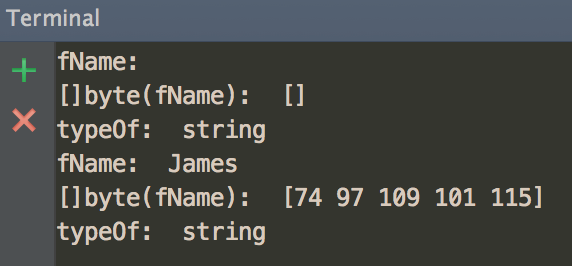 Terminal
fName:
[]byte(fName):  []
typeOf:  string
fName:  James
[]byte(fName):  [74 97 109 101 115]
typeOf:  string